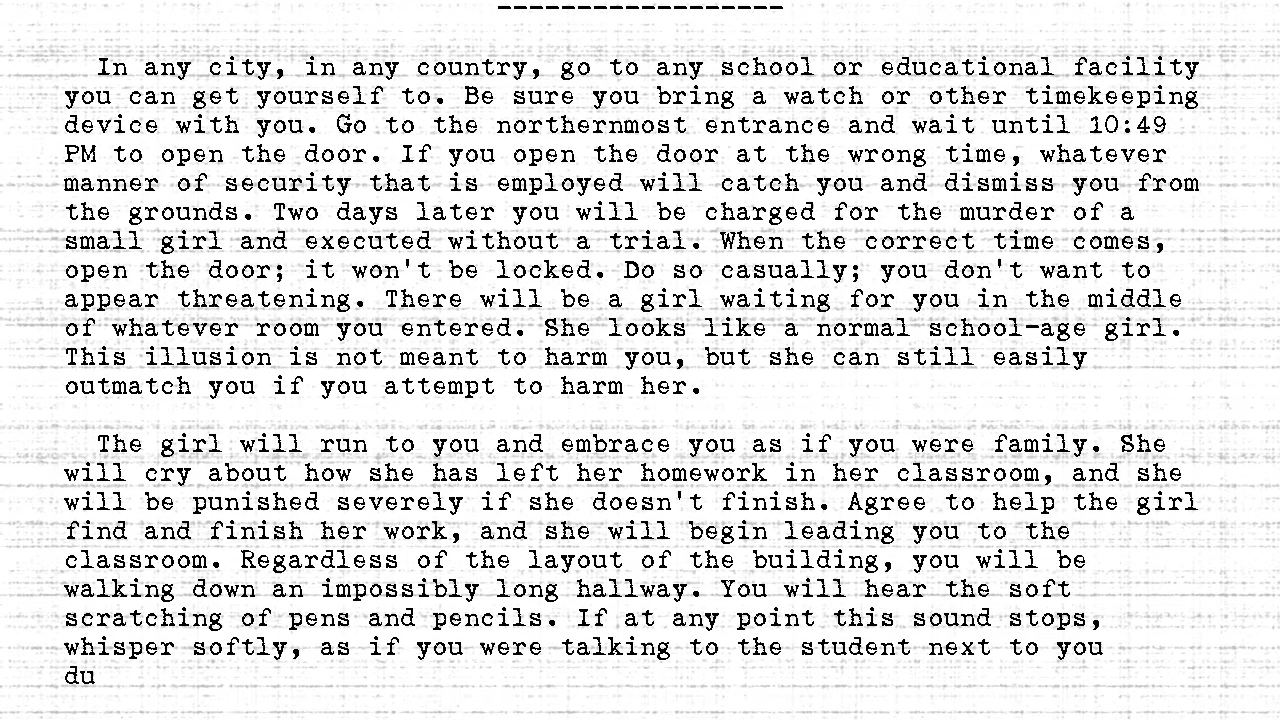 ------------------
In any city, in any country, go to any school or educational facility
you can get yourself to. Be sure you bring a watch or other timekeeping
device with you. Go to the northernmost entrance and wait until 10:49
PM to open the door. If you open the door at the wrong time, whatever
manner of security that is employed will catch you and dismiss you from
the grounds. Two days later you will be charged for the murder of a
small girl and executed without a trial. When the correct time comes,
open the door; it won't be locked. Do so casually; you don't want to
appear threatening. There will be a girl waiting for you in the middle
of whatever room you entered. She looks like a normal school-age girl.
This illusion is not meant to harm you, but she can still easily
outmatch you if you attempt to harm her.
The girl will run to you and embrace you as if you were family. She
will cry about how she has left her homework in her classroom, and she
will be punished severely if she doesn't finish. Agree to help the girl
find and finish her work, and she will begin leading you to the
classroom. Regardless of the layout of the building, you will be
walking down an impossibly long hallway. You will hear the soft
scratching of pens and pencils. If at any point this sound stops,
whisper softly, as if you were talking to the student next to you
du